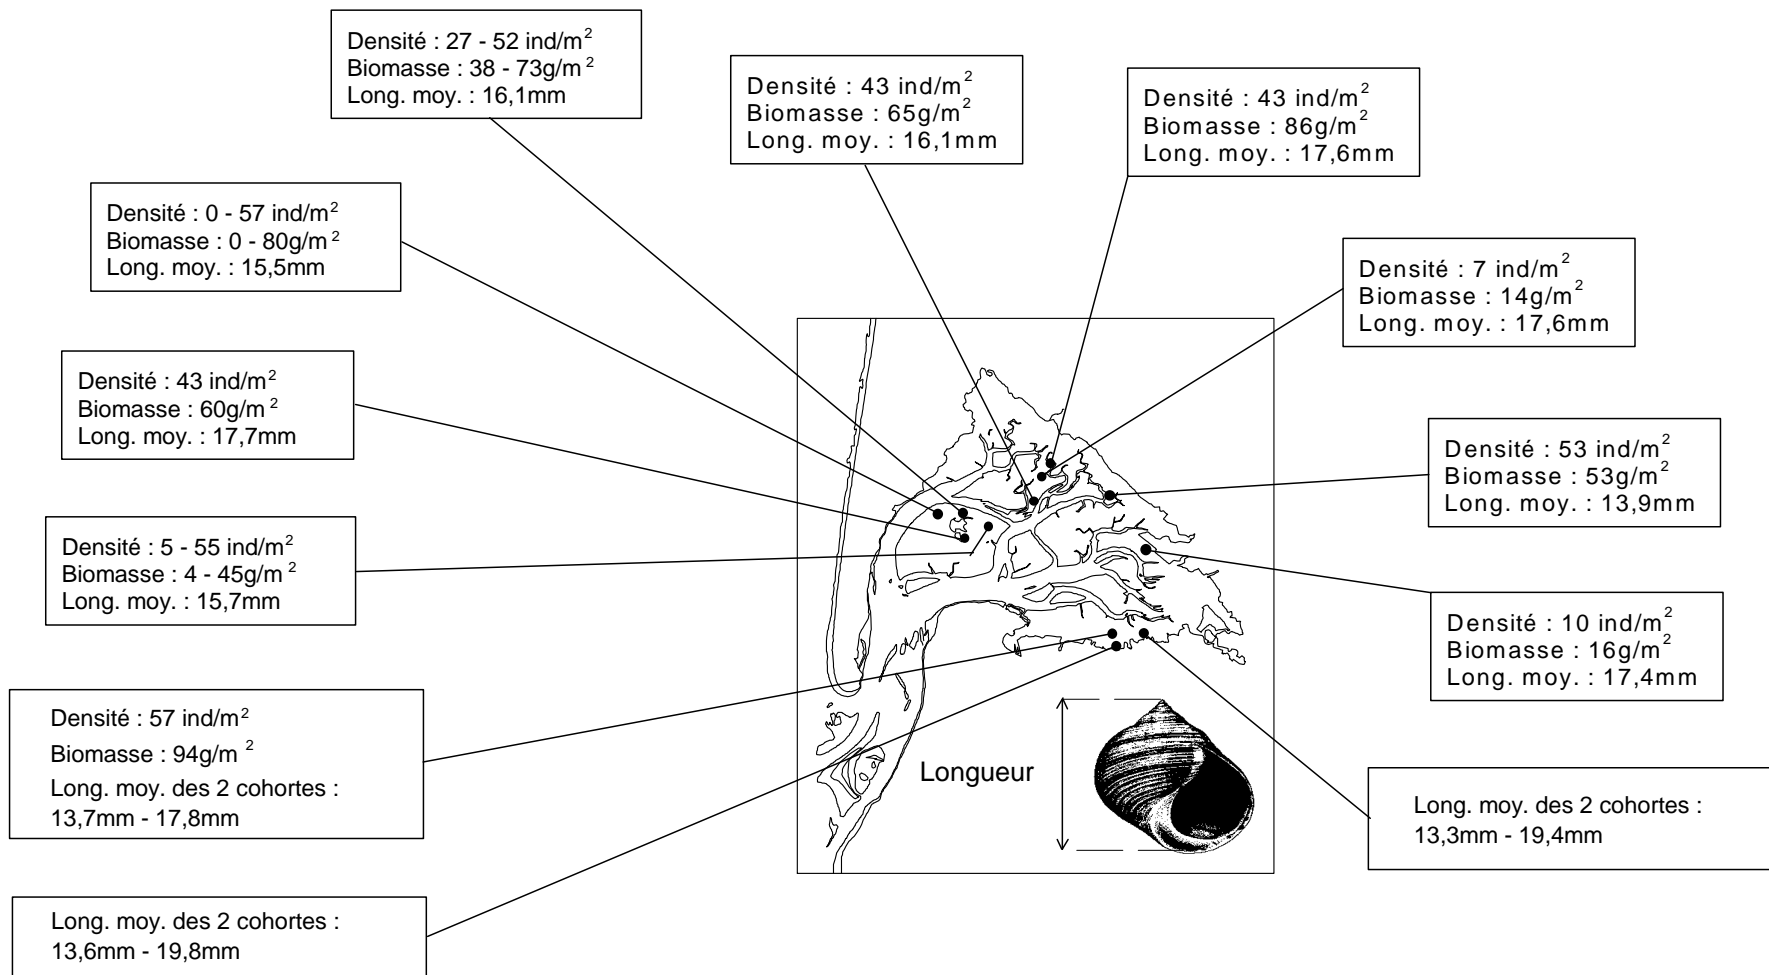 Densité : 27 - 52 ind/m²
Biomasse : 38 - 73g/m²
Long. moy. : 16,1mm
Densité : 43 ind/m²
Biomasse : 65g/m²
Long. moy. : 16,1mm
Densité : 43 ind/m²
Biomasse : 86g/m²
Long. moy. : 17,6mm
Densité : 0 - 57 ind/m²
Biomasse : 0 - 80g/m²
Long. moy. : 15,5mm
Densité : 7 ind/m²
Biomasse : 14g/m²
Long. moy. : 17,6mm
Densité : 43 ind/m²
Biomasse : 60g/m²
Long. moy. : 17,7mm
Densité : 53 ind/m²
Biomasse : 53g/m²
Long. moy. : 13,9mm
Densité : 5 - 55 ind/m²
Biomasse : 4 - 45g/m²
Long. moy. : 15,7mm
Densité : 10 ind/m²
Biomasse : 16g/m²
Long. moy. : 17,4mm
Densité : 57 ind/m²
Biomasse : 94g/m²
Long. moy. des 2 cohortes :
13,7mm - 17,8mm
Longueur
Long. moy. des 2 cohortes :
13,3mm - 19,4mm
Long. moy. des 2 cohortes :
13,6mm - 19,8mm